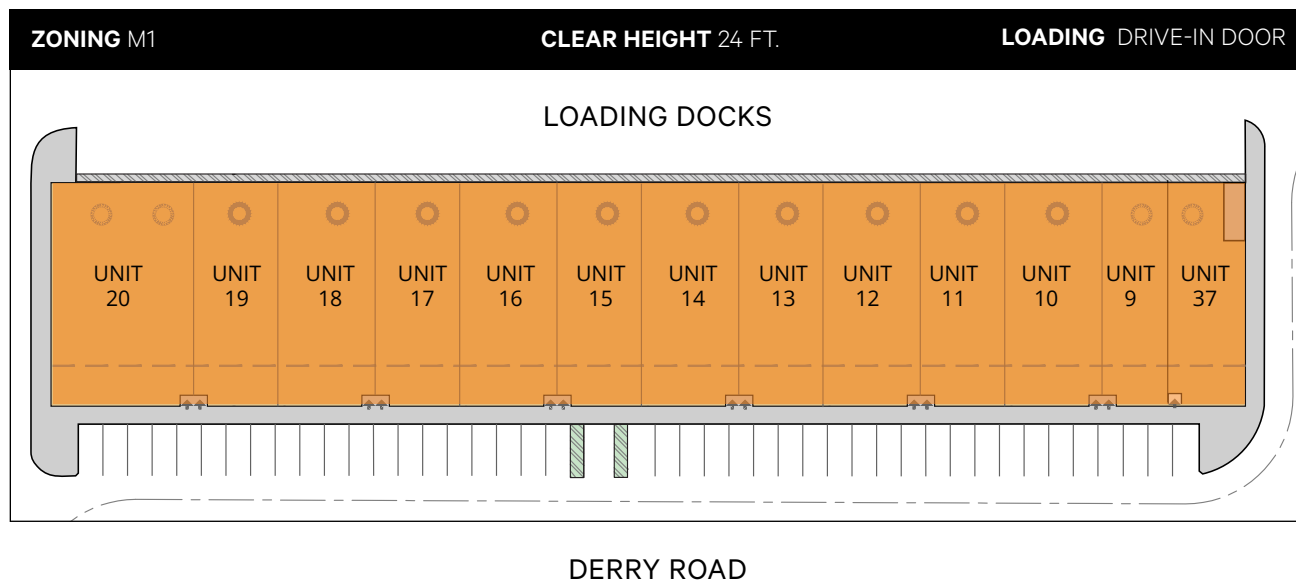 ZONING M1 CLEAR HEIGHT 24 FT. LOADING DRIVE-IN DOOR
LOADING DOCKS
UNIT 20
UNIT 19
UNIT 18
UNIT 17
UNIT 16
UNIT 15
UNIT 14
UNIT 13
UNIT 12
UNIT 11
UNIT 10
UNIT 9
UNIT 37
DERRY ROAD